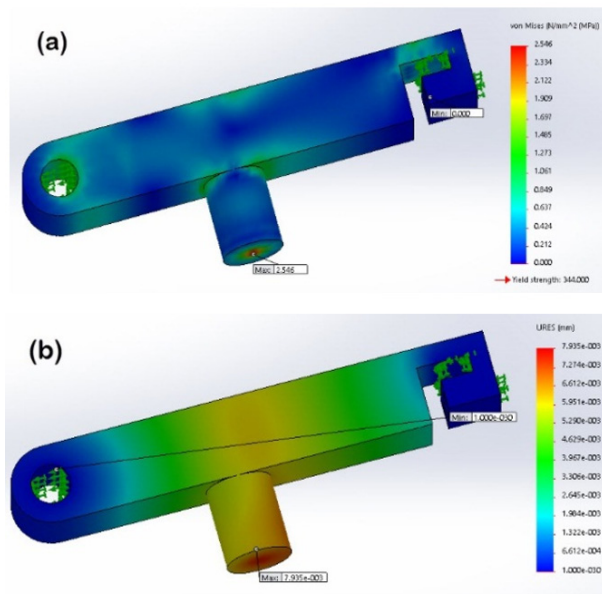 (a)
von Mises (N/mm^2 (MPa))
2.546
2.334
2.122
1.909
1.697
1.485
1.273
1.061
0.849
0.637
0.424
0.212
0.000
Yield strength: 344.000
Min: 0.000
Max: 2.546
(b)
URES (mm)
7.935e-003
7.274e-003
6.612e-003
5.951e-003
5.290e-003
4.629e-003
3.967e-003
3.306e-003
2.645e-003
1.984e-003
1.322e-003
6.612e-004
1.000e-030
Min: 1.000e-030
Max: 7.935e-003